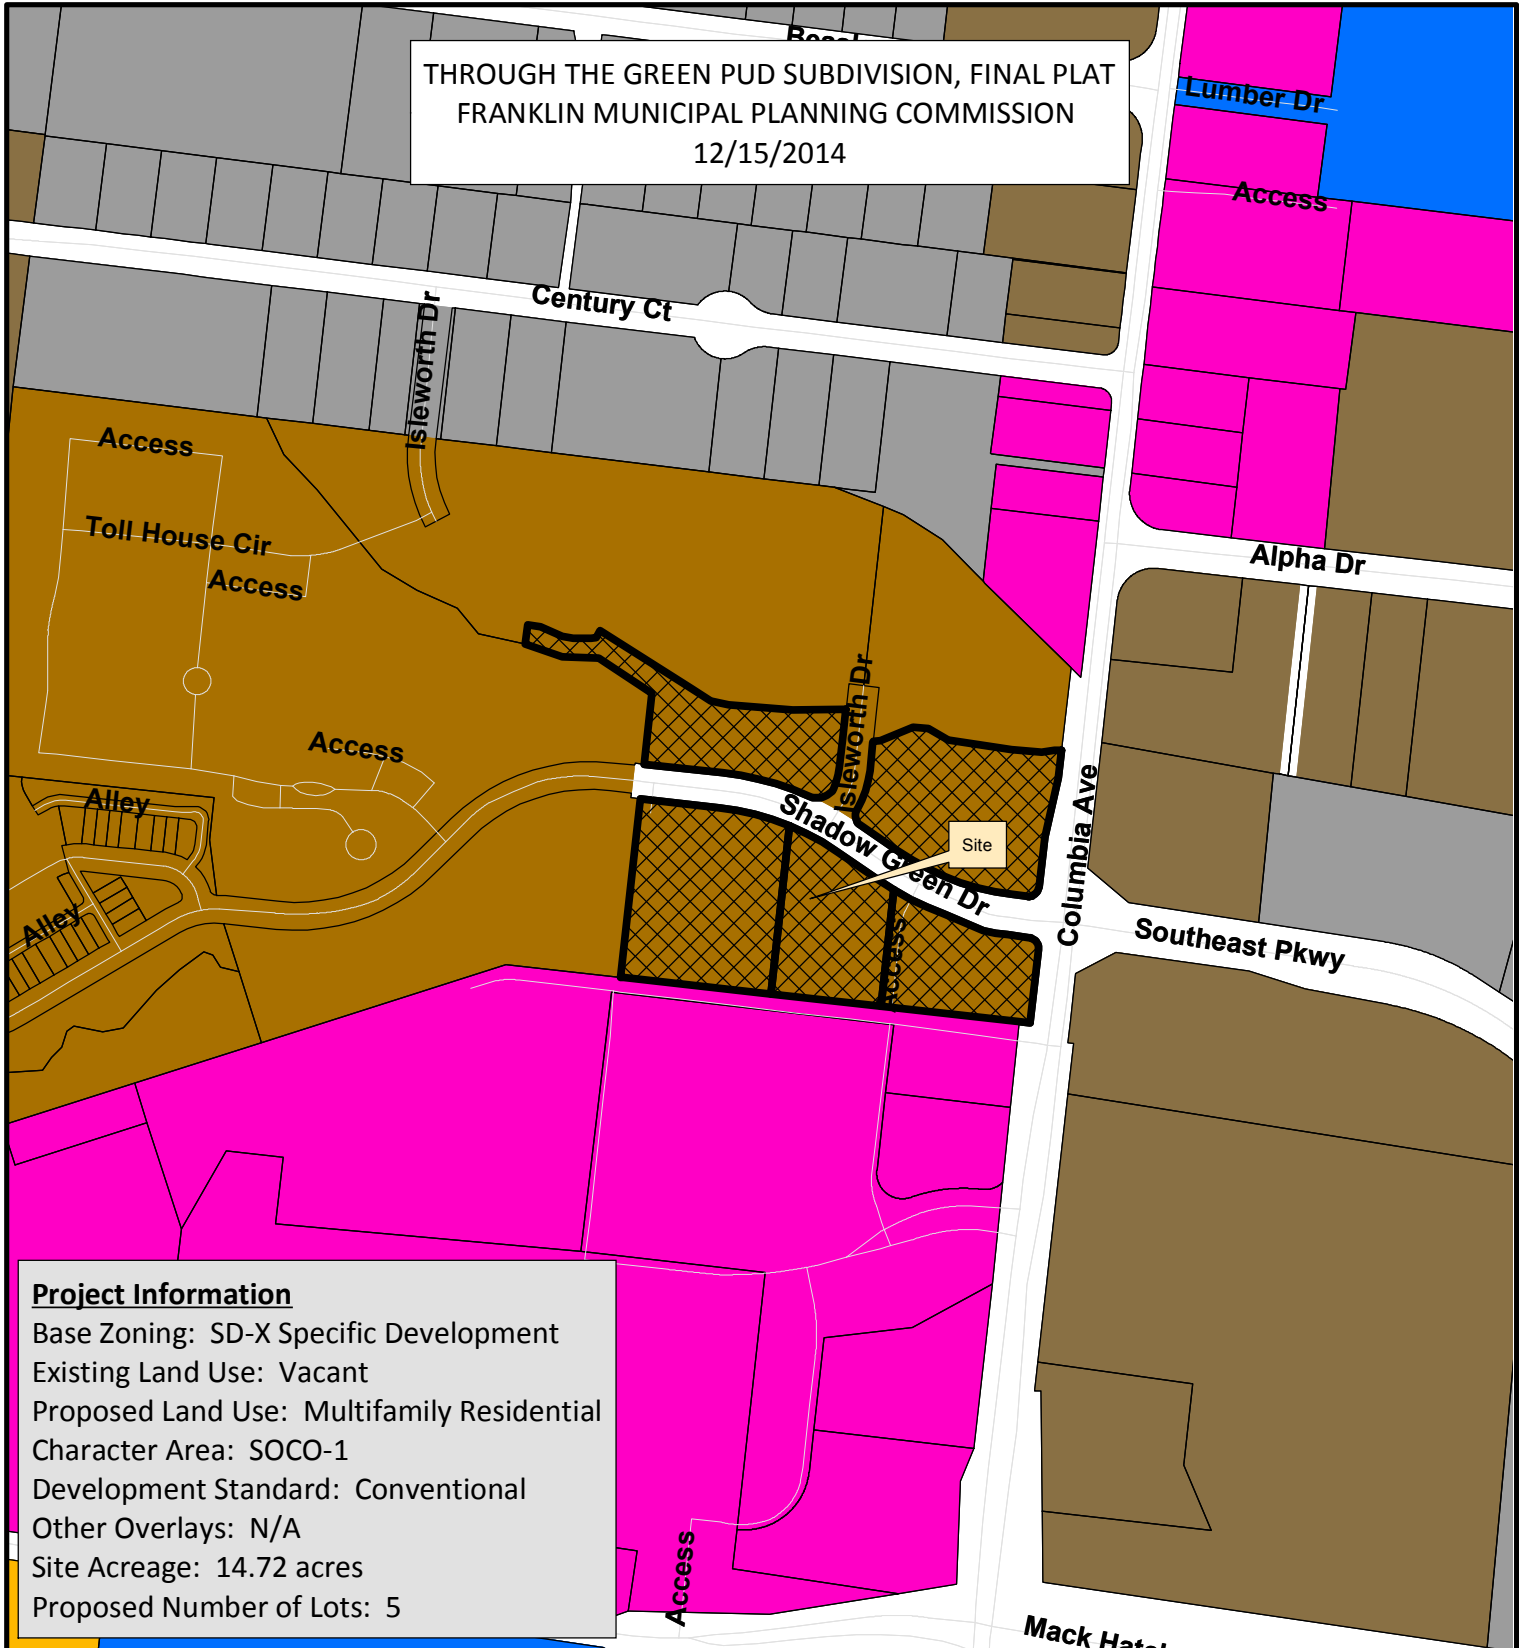 THROUGH THE GREEN PUD SUBDIVISION, FINAL PLAT
FRANKLIN MUNICIPAL PLANNING COMMISSION
12/15/2014
Lumber Dr
Access
Century Ct
Isleworth Dr
Access
Toll House Cir
Access
Alpha Dr
Isleworth Dr
Access
Alley
Shadow Green Dr
Site
Columbia Ave
Alley
Access
Southeast Pkwy
Project Information
Base Zoning: SD-X Specific Development
Existing Land Use: Vacant
Proposed Land Use: Multifamily Residential
Character Area: SOCO-1
Development Standard: Conventional
Other Overlays: N/A
Site Acreage: 14.72 acres
Proposed Number of Lots: 5
Access
Mack